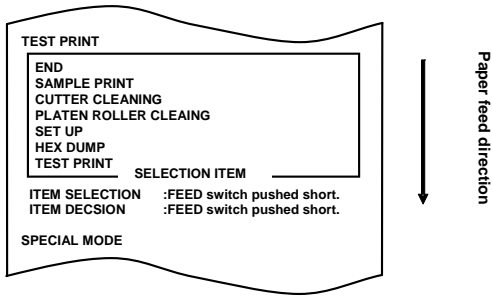 TEST PRINT
END
SAMPLE PRINT
CUTTER CLEANING
PLATEN ROLLER CLEAING
SET UP
HEX DUMP
TEST PRINT
SELECTION ITEM
ITEM SELECTION :FEED switch pushed short.
ITEM DECSION :FEED switch pushed short.
SPECIAL MODE
Paper feed direction